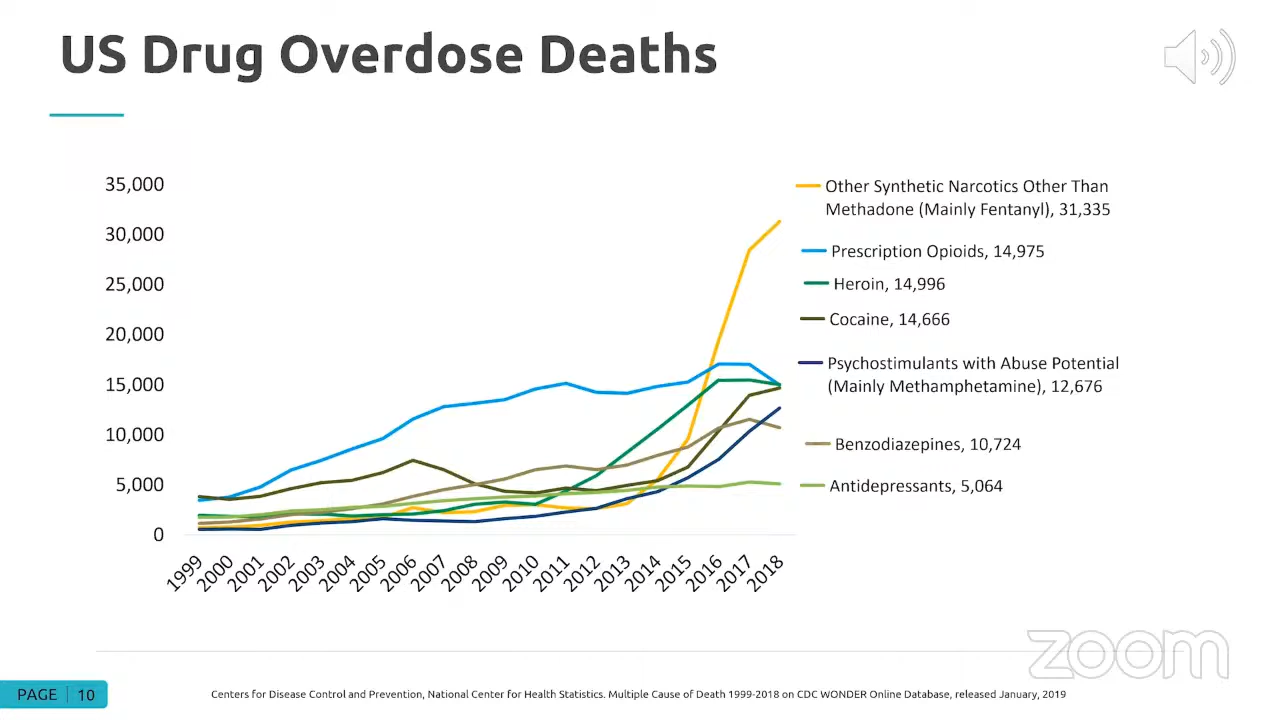 US Drug Overdose Deaths
35,000
30,000
25,000
20,000
15,000
10,000
5,000
0
1999
2000
2001
2002
2003
2004
2005
2006
2007
2008
2009
2010
2011
2012
2013
2014
2015
2016
2017
2018
Other Synthetic Narcotics Other Than
Methadone (Mainly Fentanyl), 31,335
Prescription Opioids, 14,975
Heroin, 14,996
Cocaine, 14,666
Psychostimulants with Abuse Potential
(Mainly Methamphetamine), 12,676
Benzodiazepines, 10,724
Antidepressants, 5,064
zoom
PAGE | 10
Centers for Disease Control and Prevention, National Center for Health Statistics. Multiple Cause of Death 1999-2018 on CDC WONDER Online Database, released January, 2019